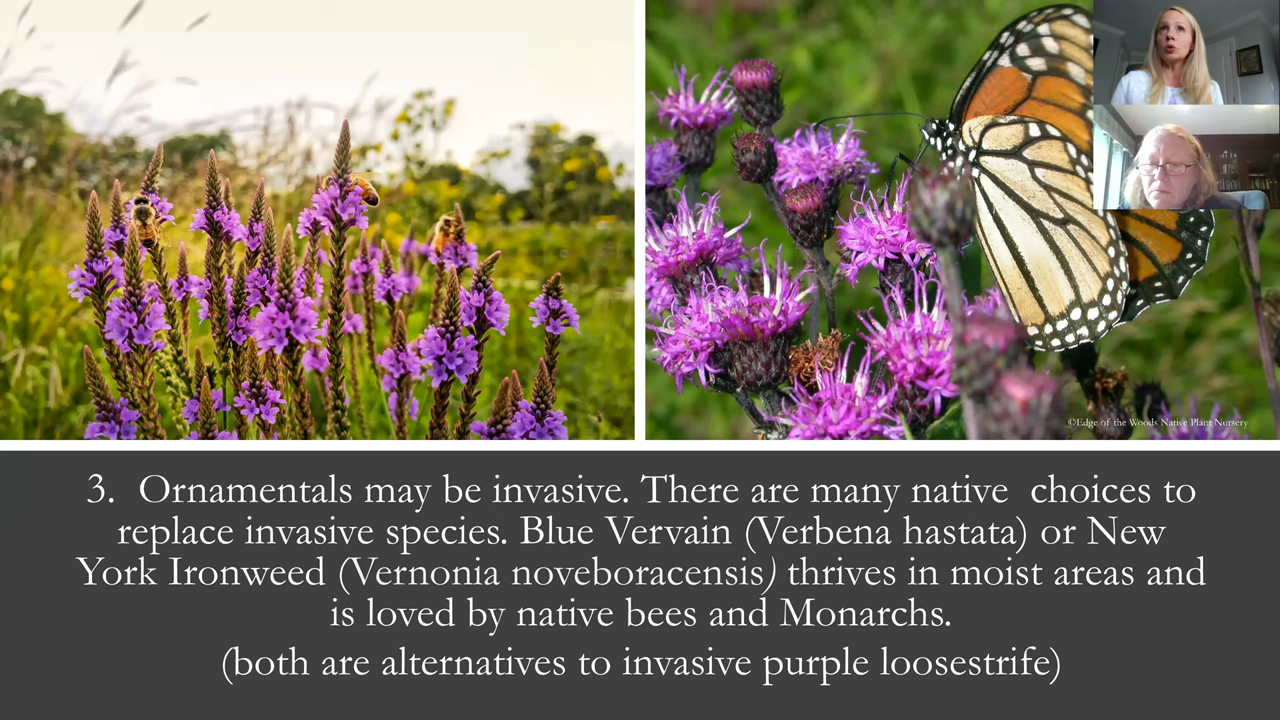 ©Edge of the Woods Native Plant Nursery
3. Ornamentals may be invasive. There are many native choices to
replace invasive species. Blue Vervain (Verbena hastata) or New
York Ironweed (Vernonia noveboracensis) thrives in moist areas and
is loved by native bees and Monarchs.
(both are alternatives to invasive purple loosestrife)